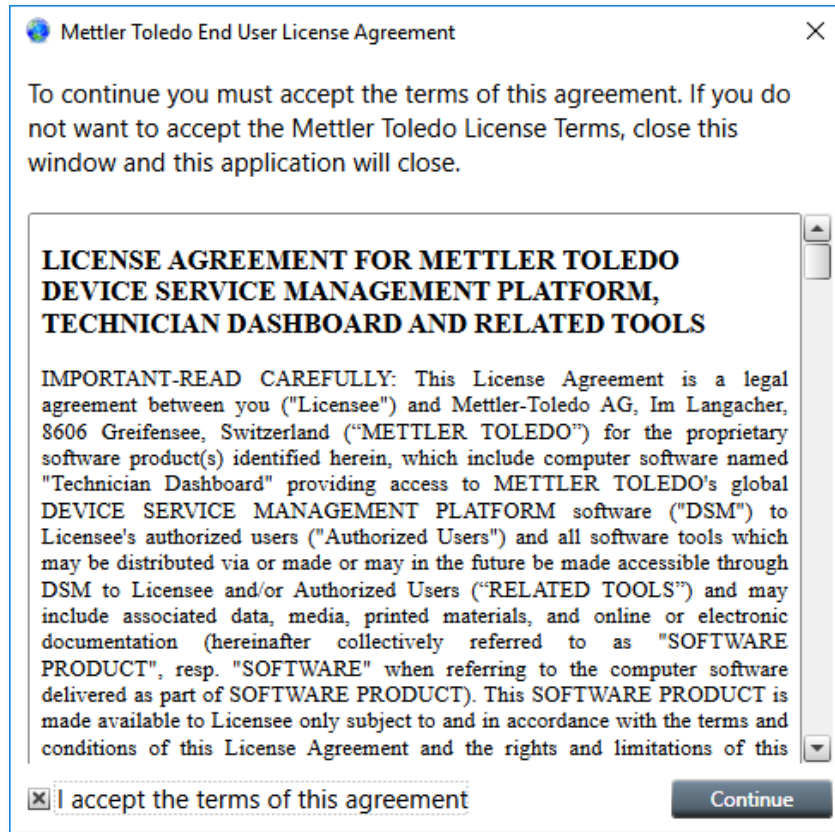 Mettler Toledo End User License Agreement
To continue you must accept the terms of this agreement. If you do
not want to accept the Mettler Toledo License Terms, close this
window and this application will close.
LICENSE AGREEMENT FOR METTLER TOLEDO
DEVICE SERVICE MANAGEMENT PLATFORM,
TECHNICIAN DASHBOARD AND RELATED TOOLS
IMPORTANT-READ CAREFULLY: This License Agreement is a legal
agreement between you ("Licensee") and Mettler-Toledo AG, Im Langacher,
8606 Greifensee, Switzerland (“METTLER TOLEDO”) for the proprietary
software product(s) identified herein, which include computer software named
"Technician Dashboard" providing access to METTLER TOLEDO's global
DEVICE SERVICE MANAGEMENT PLATFORM software ("DSM") to
Licensee's authorized users ("Authorized Users") and all software tools which
may be distributed via or made or may in the future be made accessible through
DSM to Licensee and/or Authorized Users (“RELATED TOOLS”) and may
include associated data, media, printed materials, and online or electronic
documentation (hereinafter collectively referred to as "SOFTWARE
PRODUCT", resp. "SOFTWARE" when referring to the computer software
delivered as part of SOFTWARE PRODUCT). This SOFTWARE PRODUCT is
made available to Licensee only subject to and in accordance with the terms and
conditions of this License Agreement and the rights and limitations of this
I accept the terms of this agreement
Continue